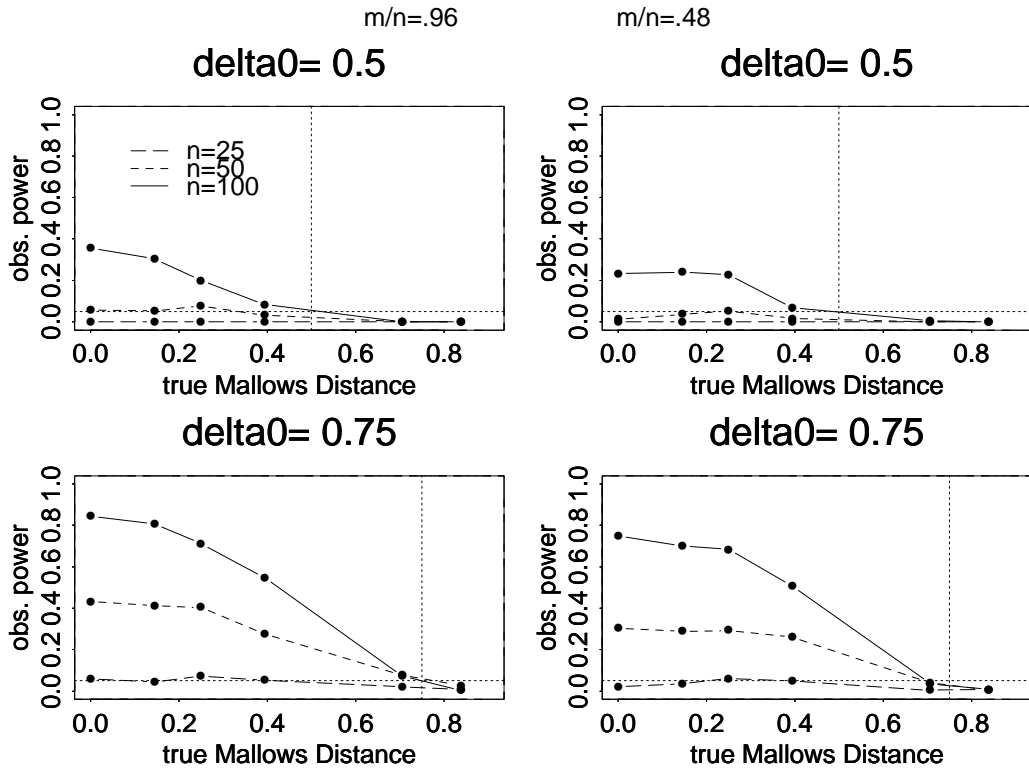 m/n=.96
m/n=.48
delta0= 0.5
obs. power
0.0 0.2 0.4 0.6 0.8 1.0
n=25
n=50
n=100
0.0 0.2 0.4 0.6 0.8
true Mallows Distance
delta0= 0.5
obs. power
0.0 0.2 0.4 0.6 0.8 1.0
0.0 0.2 0.4 0.6 0.8
true Mallows Distance
delta0= 0.75
obs. power
0.0 0.2 0.4 0.6 0.8 1.0
0.0 0.2 0.4 0.6 0.8
true Mallows Distance
delta0= 0.75
obs. power
0.0 0.2 0.4 0.6 0.8 1.0
0.0 0.2 0.4 0.6 0.8
true Mallows Distance